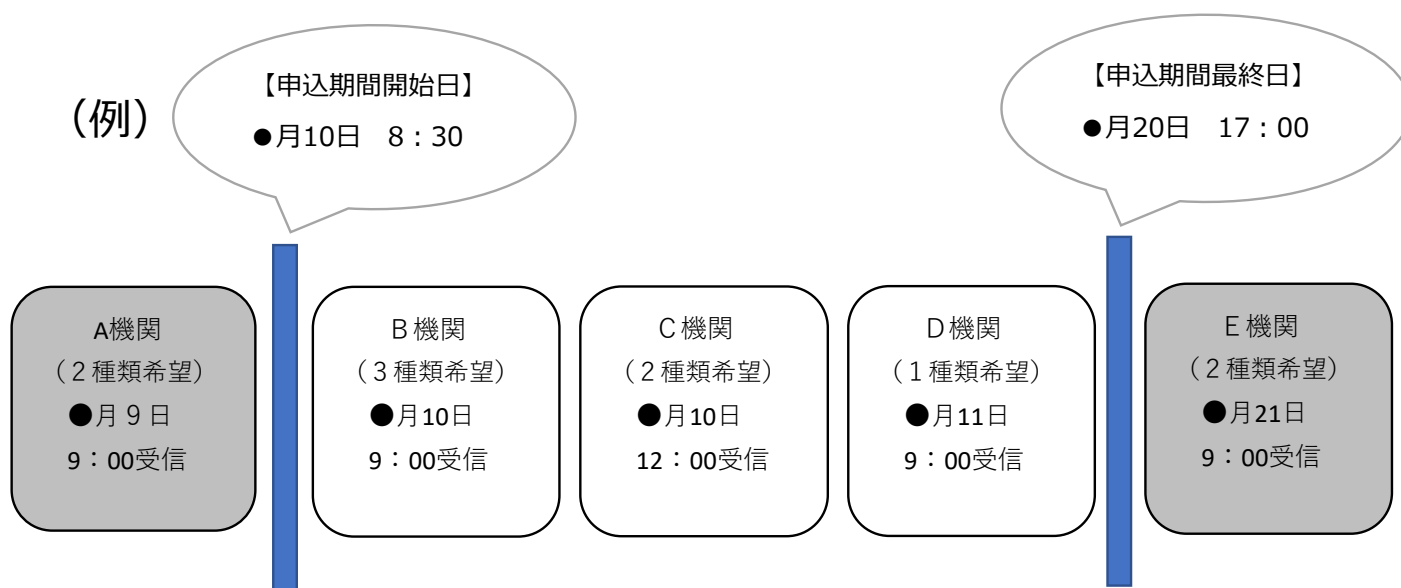 （例）
【申込期間開始日】
●月10日　8：30
【申込期間最終日】
●月20日　17：00
A機関
（２種類希望）
●月９日
9：00受信
Ｂ機関
（３種類希望）
●月10日
9：00受信
Ｃ機関
（２種類希望）
●月10日
12：00受信
Ｄ機関
（１種類希望）
●月11日
9：00受信
Ｅ機関
（２種類希望）
●月21日
9：00受信